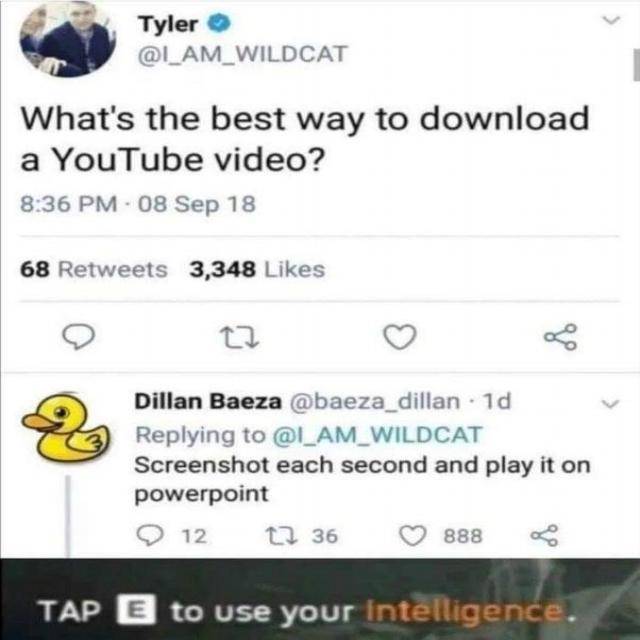 Tyler
@I_AM_WILDCAT
What's the best way to download
a YouTube video?
8:36 PM · 08 Sep 18
68 Retweets 3,348 Likes
Dillan Baeza @baeza_dillan · 1d
Replying to @I_AM_WILDCAT
Screenshot each second and play it on
powerpoint
12 36 888
TAP E to use your Intelligence.